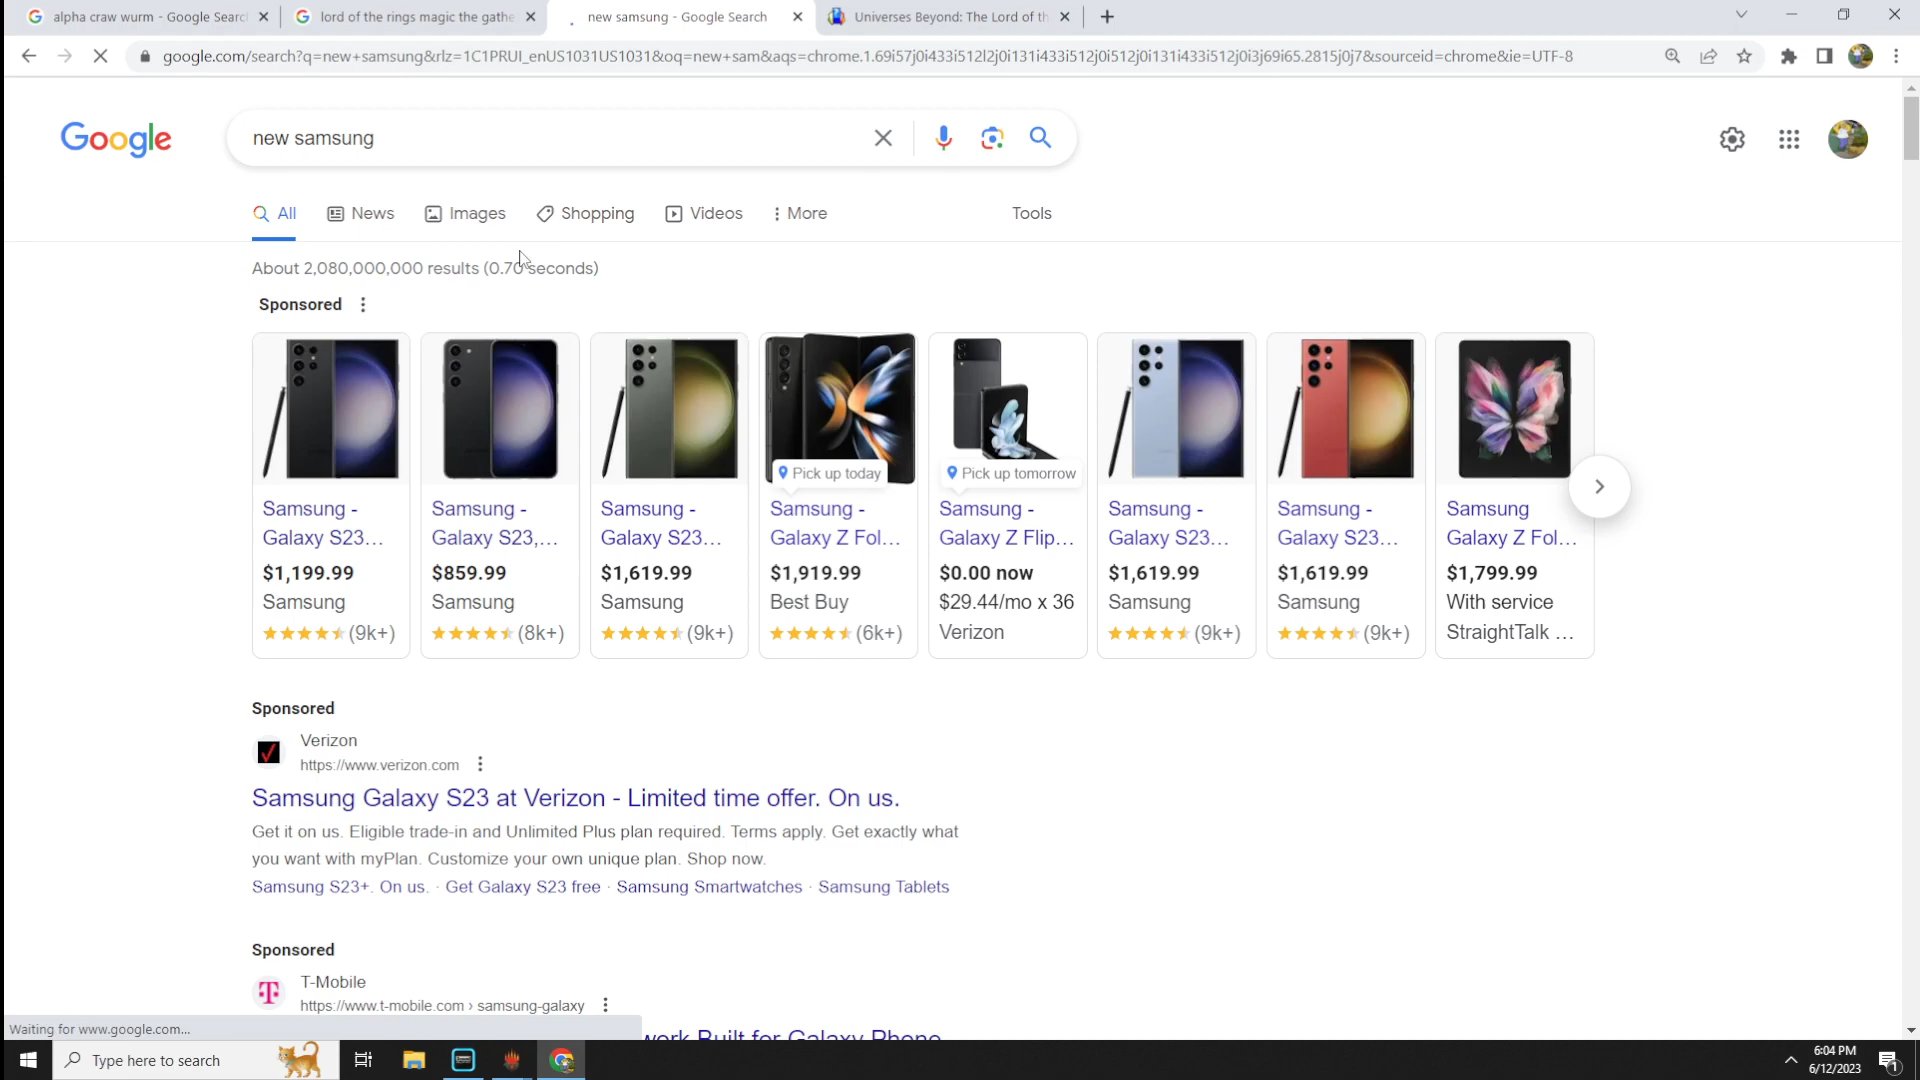 alpha craw wurm - Google Searc
lord of the rings magic the gathe
new samsung - Google Search
Universes Beyond: The Lord of th
google.com/search?q=new+samsung&rlz=1C1PRUI_enUS1031US1031&oq=new+sam&aqs=chrome.1.69i57j0i433i512l2j0i131i433i512j0i512j0i131i433i512j0i3j69i65.2815j0j7&sourceid=chrome&ie=UTF-8
Google
new samsung
All
News
Images
Shopping
Videos
More
Tools
About 2,080,000,000 results (0.70 seconds)
Sponsored
Samsung -
Galaxy S23...
$1,199.99
Samsung
(9k+)
Samsung -
Galaxy S23,...
$859.99
Samsung
(8k+)
Samsung -
Galaxy S23...
$1,619.99
Samsung
(9k+)
Pick up today
Samsung -
Galaxy Z Fol...
$1,919.99
Best Buy
(6k+)
Pick up tomorrow
Samsung -
Galaxy Z Flip...
$0.00 now
$29.44/mo x 36
Verizon
Samsung -
Galaxy S23...
$1,619.99
Samsung
(9k+)
Samsung -
Galaxy S23...
$1,619.99
Samsung
(9k+)
Samsung
Galaxy Z Fol...
$1,799.99
With service
StraightTalk ...
Sponsored
Verizon
https://www.verizon.com
Samsung Galaxy S23 at Verizon - Limited time offer. On us.
Get it on us. Eligible trade-in and Unlimited Plus plan required. Terms apply. Get exactly what
you want with myPlan. Customize your own unique plan. Shop now.
Samsung S23+. On us. · Get Galaxy S23 free · Samsung Smartwatches · Samsung Tablets
Sponsored
T-Mobile
https://www.t-mobile.com › samsung-galaxy
work Built for Galaxy Phone
Waiting for www.google.com...
Type here to search
6:04 PM
6/12/2023
1